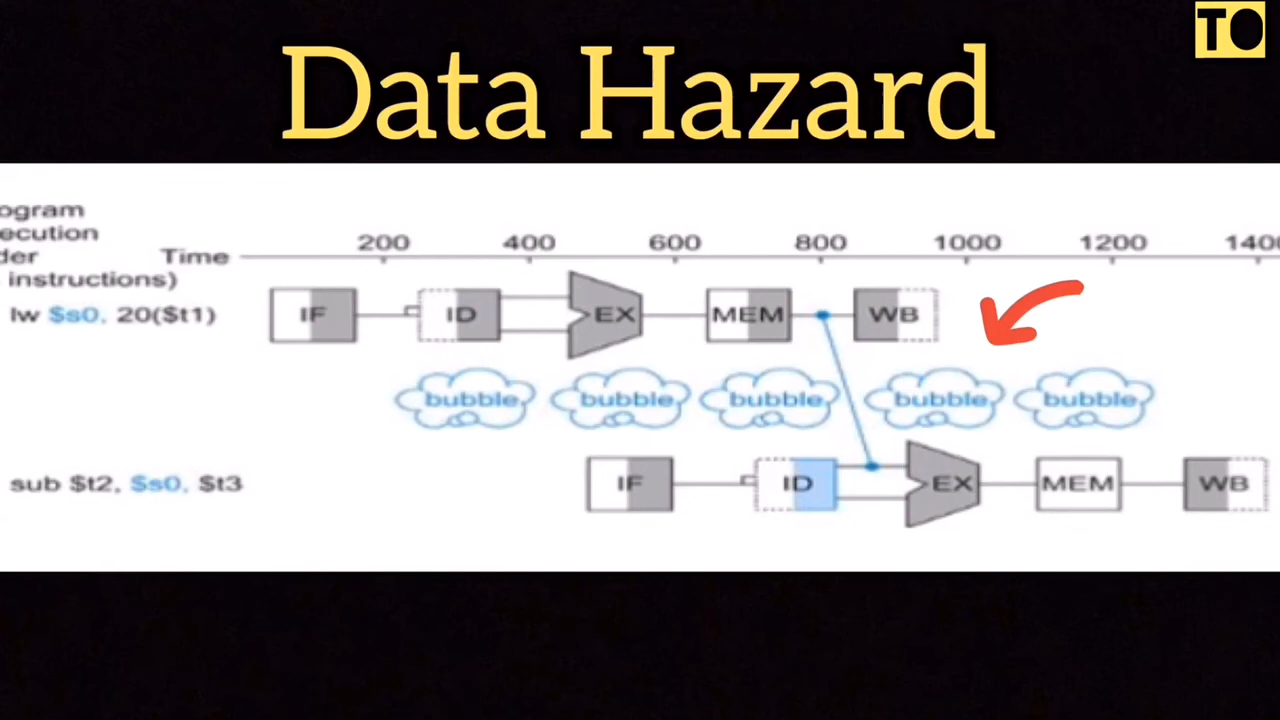 TO
Data Hazard
ogram
ecution
der Time 200 400 600 800 1000 1200 1400
instructions)
lw $s0, 20($t1) IF ID EX MEM WB
bubble bubble bubble bubble bubble
sub $t2, $s0, $t3 IF ID EX MEM WB